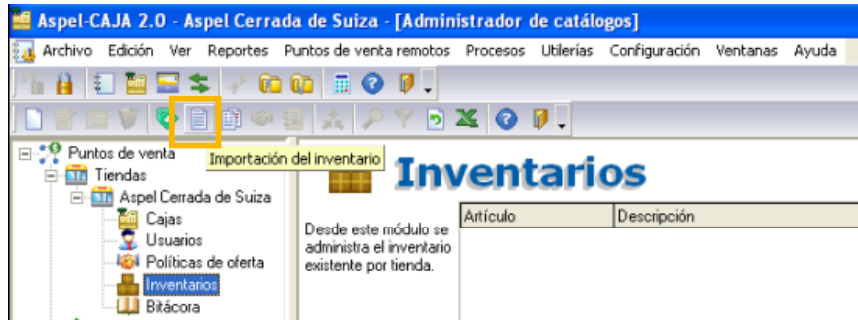 Aspel-CAJA 2.0 - Aspel Cerrada de Suiza - [Administrador de catálogos]
Archivo Edición Ver Reportes Puntos de venta remotos Procesos Utilerías Configuración Ventanas Ayuda
Puntos de venta
Importación del inventario
Tiendas
Aspel Cerrada de Suiza
Cajas
Usuarios
Políticas de oferta
Inventarios
Bitácora
Inventarios
Desde este módulo se
administra el inventario
existente por tienda.
Artículo Descripción